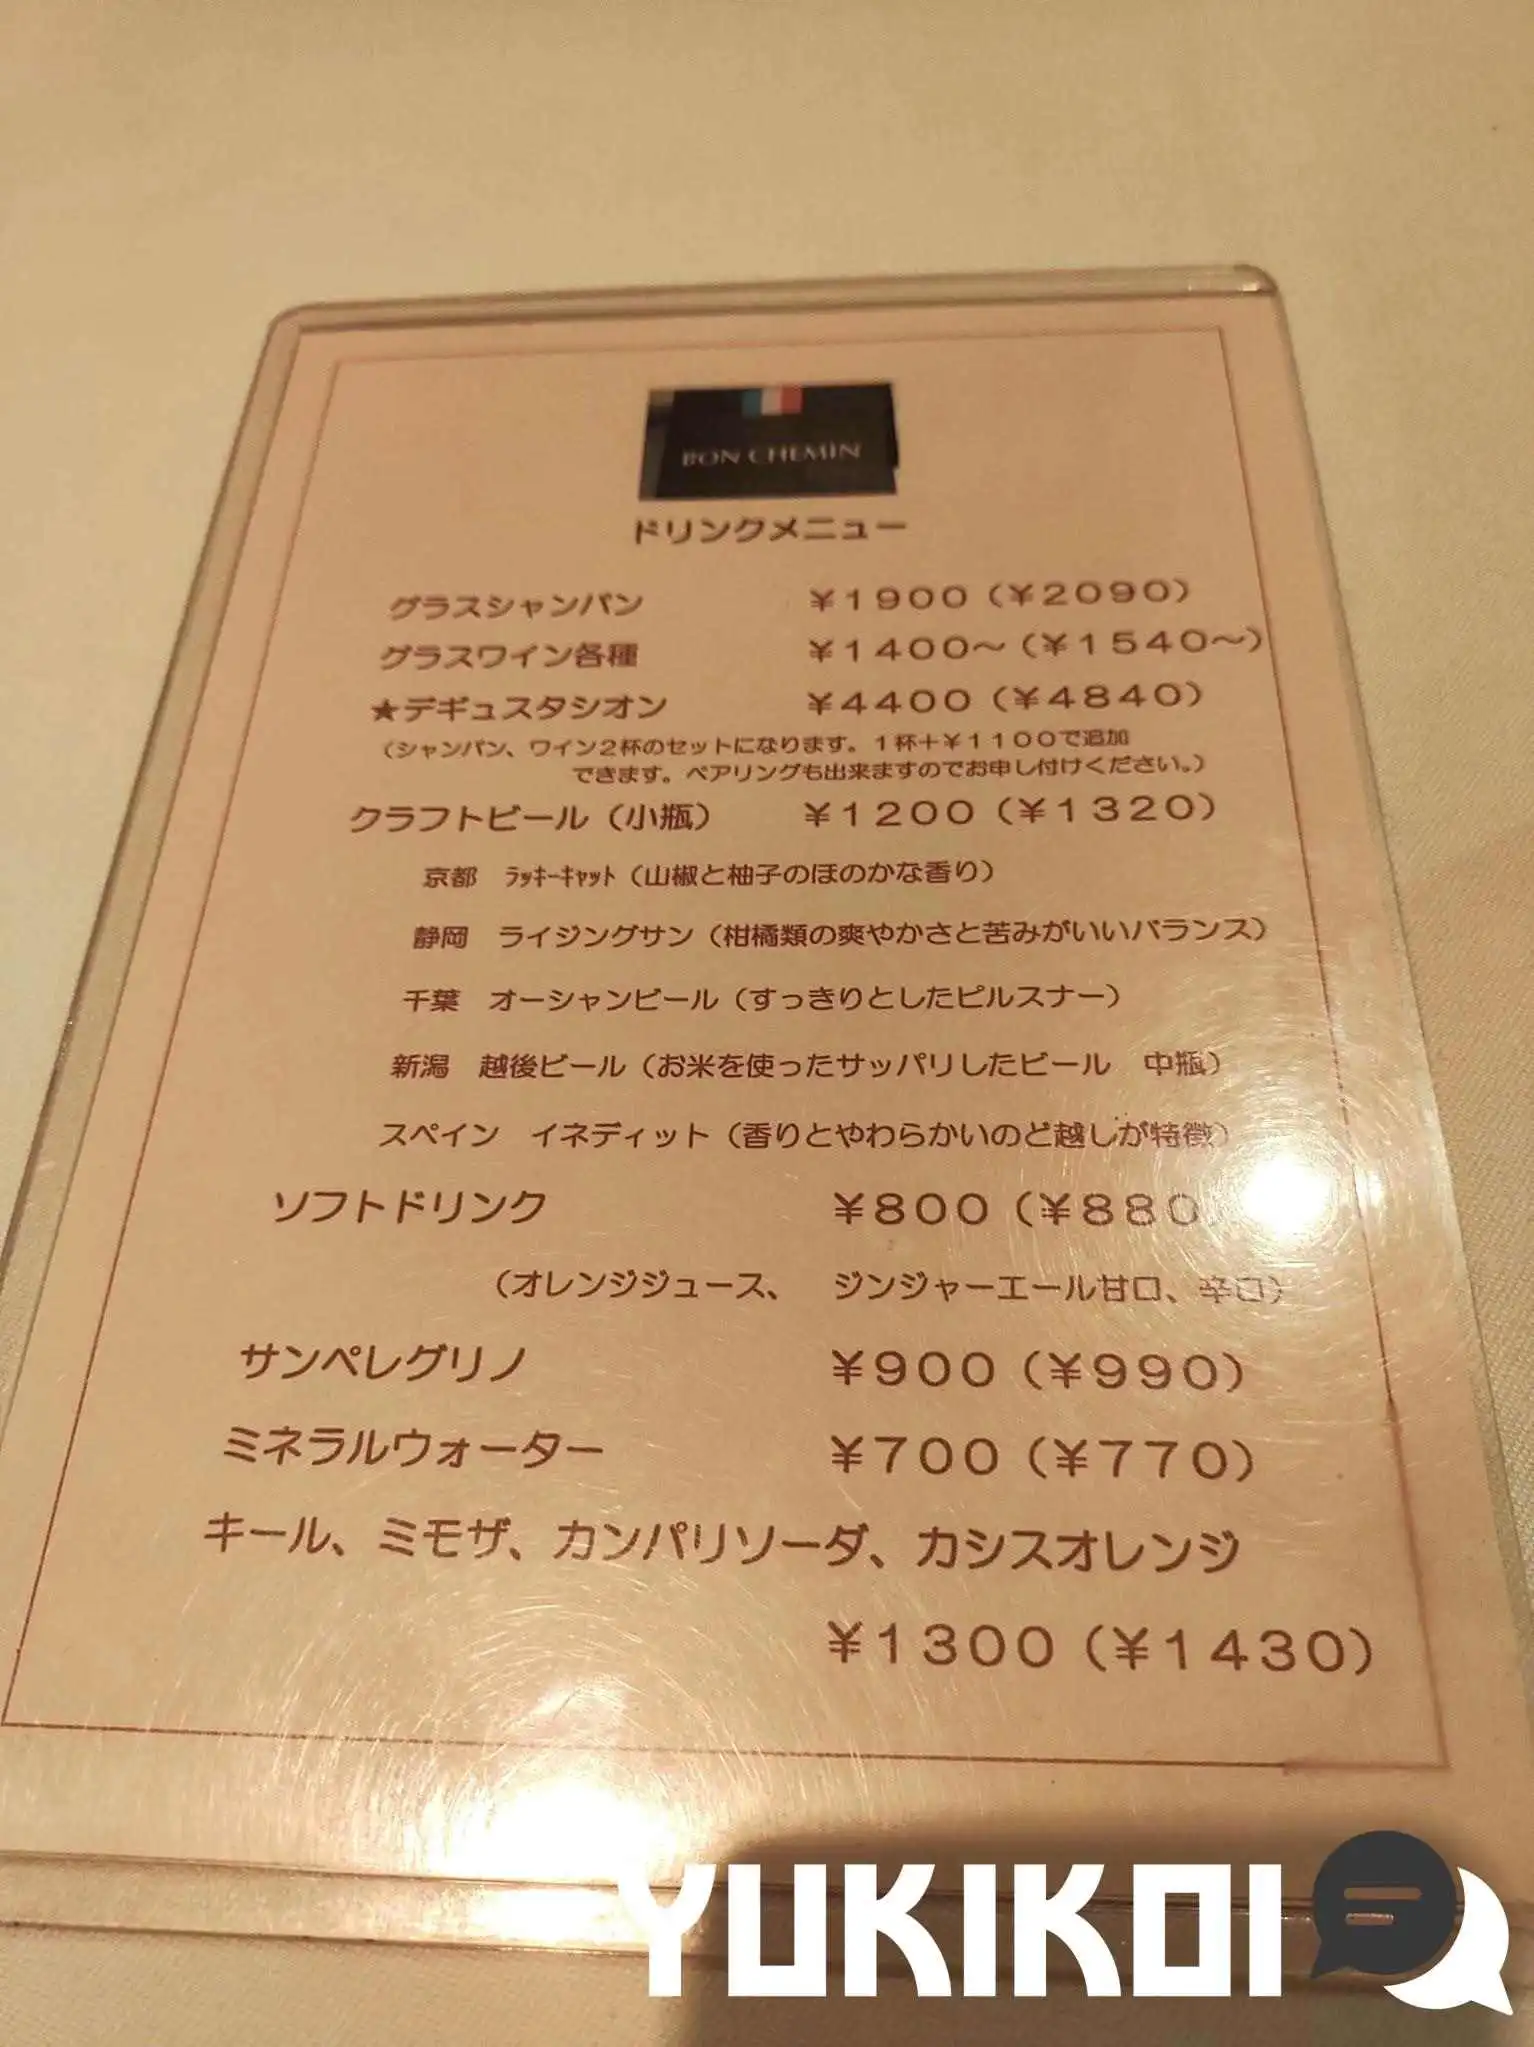 BON CHEMIN
ドリンクメニュー
グラスシャンパン ￥1900（￥2090）
グラスワイン各種 ￥1400～（￥1540～）
★デギュスタシオン ￥4400（￥4840）
（シャンパン、ワイン2杯のセットになります。1杯＋￥1100で追加
できます。ペアリングも出来ますのでお申し付けください。）
クラフトビール（小瓶） ￥1200（￥1320）
京都 ﾗｯｷｰｷｬｯﾄ（山椒と柚子のほのかな香り）
静岡 ライジングサン（柑橘類の爽やかさと苦みがいいバランス）
千葉 オーシャンビール（すっきりとしたピルスナー）
新潟 越後ビール（お米を使ったサッパリしたビール 中瓶）
スペイン イネディット（香りとやわらかいのど越しが特徴）
ソフトドリンク ￥800（￥880）
（オレンジジュース、 ジンジャーエール甘口、辛口）
サンペレグリノ ￥900（￥990）
ミネラルウォーター ￥700（￥770）
キール、ミモザ、カンパリソーダ、カシスオレンジ
￥1300（￥1430）
YUKIKOI